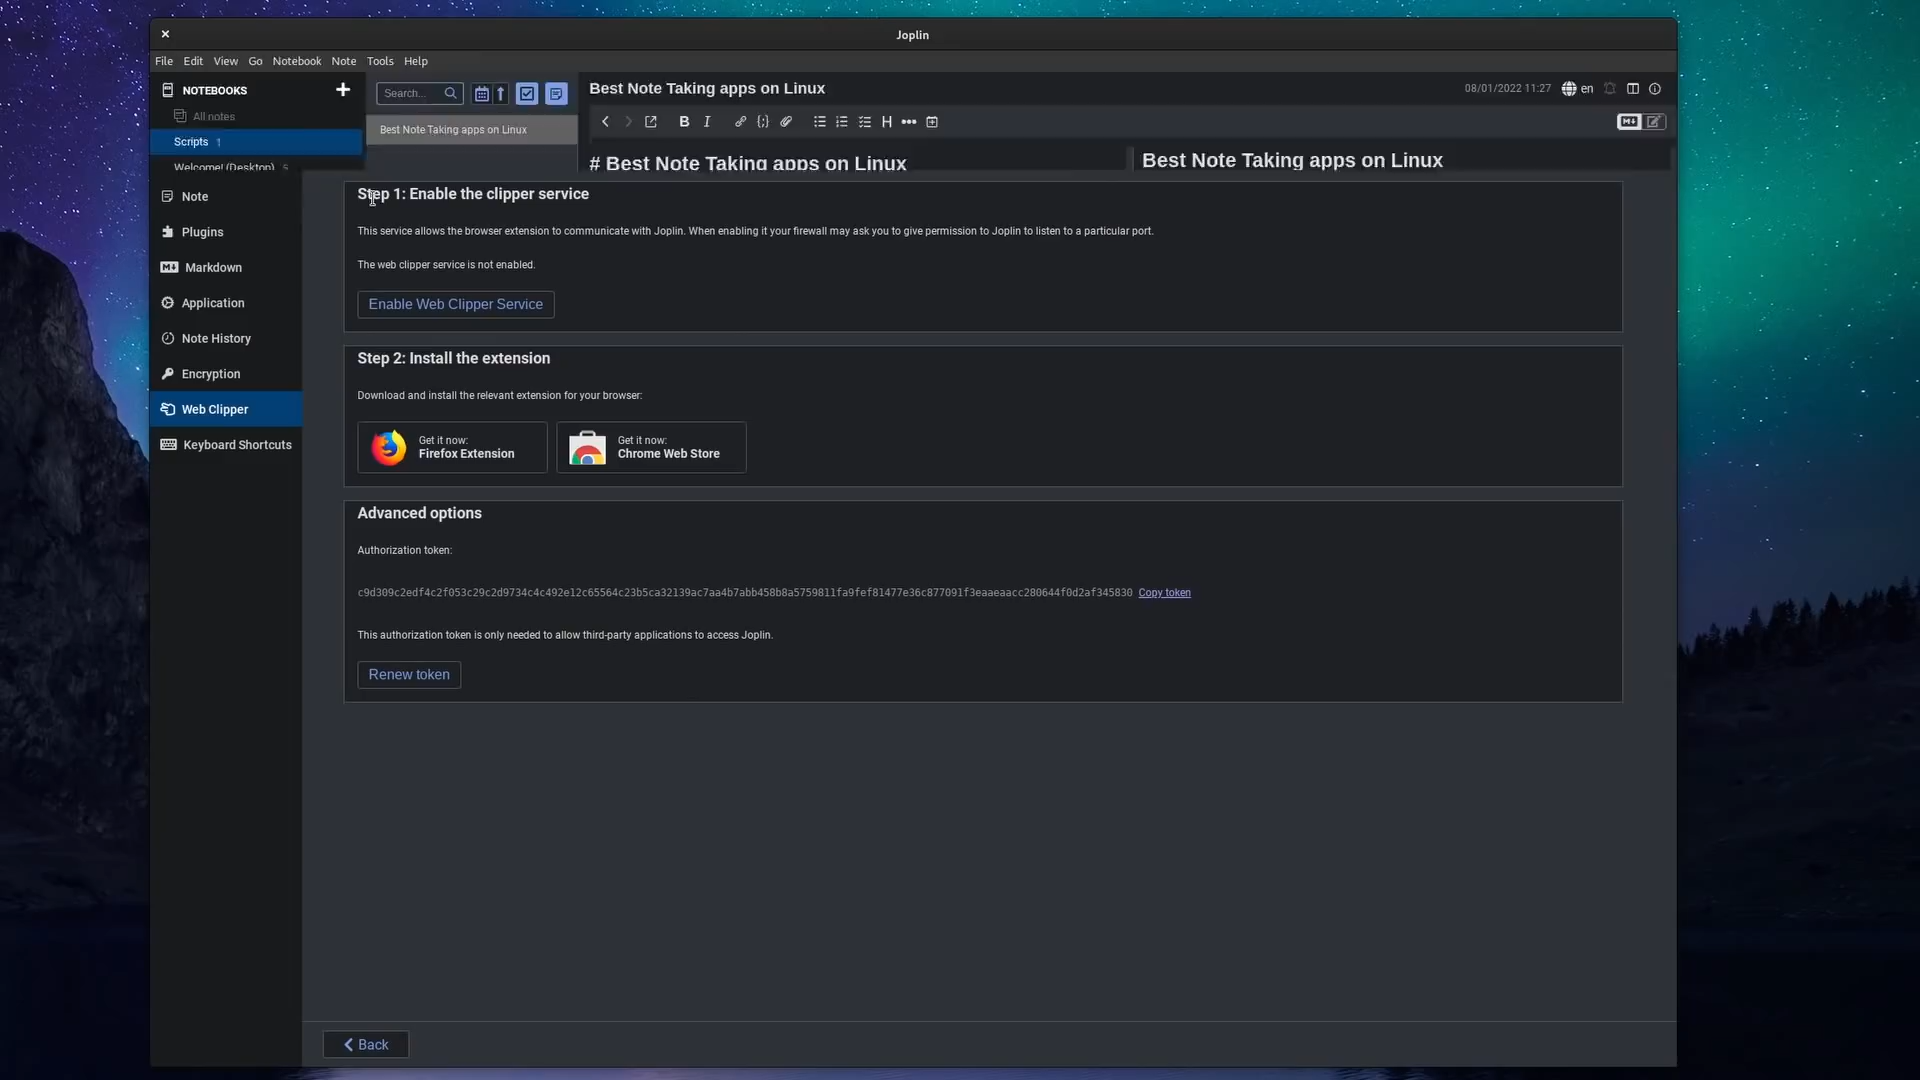 Joplin
File Edit View Go Notebook Note Tools Help
NOTEBOOKS
All notes
Scripts 1
Welcome! (Desktop) 5
Search...
Best Note Taking apps on Linux
Best Note Taking apps on Linux
08/01/2022 11:27
en
# Best Note Taking apps on Linux
Best Note Taking apps on Linux
Note
Plugins
Markdown
Application
Note History
Encryption
Web Clipper
Keyboard Shortcuts
Step 1: Enable the clipper service
This service allows the browser extension to communicate with Joplin. When enabling it your firewall may ask you to give permission to Joplin to listen to a particular port.
The web clipper service is not enabled.
Enable Web Clipper Service
Step 2: Install the extension
Download and install the relevant extension for your browser:
Get it now:
Firefox Extension
Get it now:
Chrome Web Store
Advanced options
Authorization token:
c9d309c2edf4c2f053c29c2d9734c4c492e12c65564c23b5ca32139ac7aa4b7abb458b8a5759811fa9fef81477e36c877091f3eaaeaacc280644f0d2af345830 Copy token
This authorization token is only needed to allow third-party applications to access Joplin.
Renew token
Back